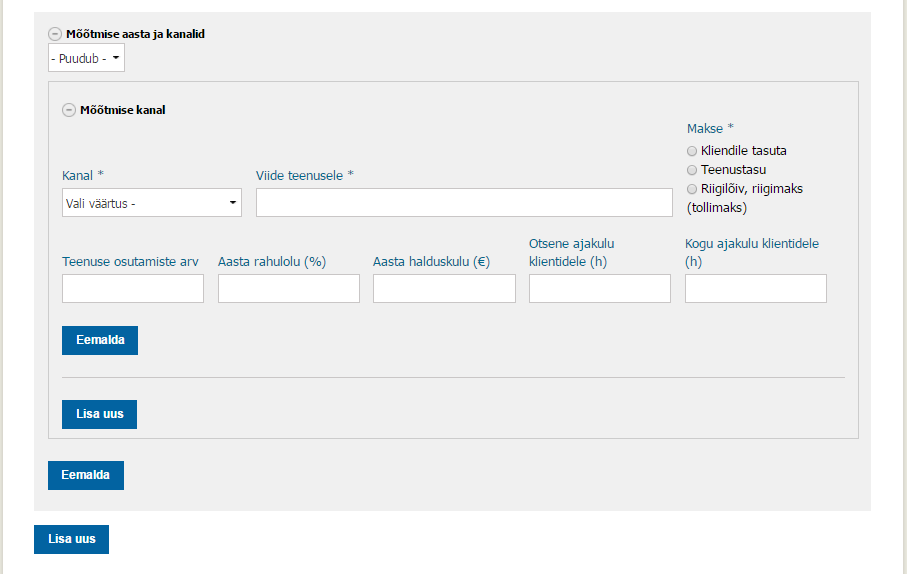 Mõõtmise aasta ja kanalid
- Puudub -
Mõõtmise kanal
Makse *
Kliendile tasuta
Teenustasu
Riigilõiv, riigimaks
(tollimaks)
Kanal *
Viide teenusele *
Vali väärtus -
Teenuse osutamiste arv
Aasta rahulolu (%)
Aasta halduskulu (€)
Otsene ajakulu
klientidele (h)
Kogu ajakulu klientidele
(h)
Eemalda
Lisa uus
Eemalda
Lisa uus